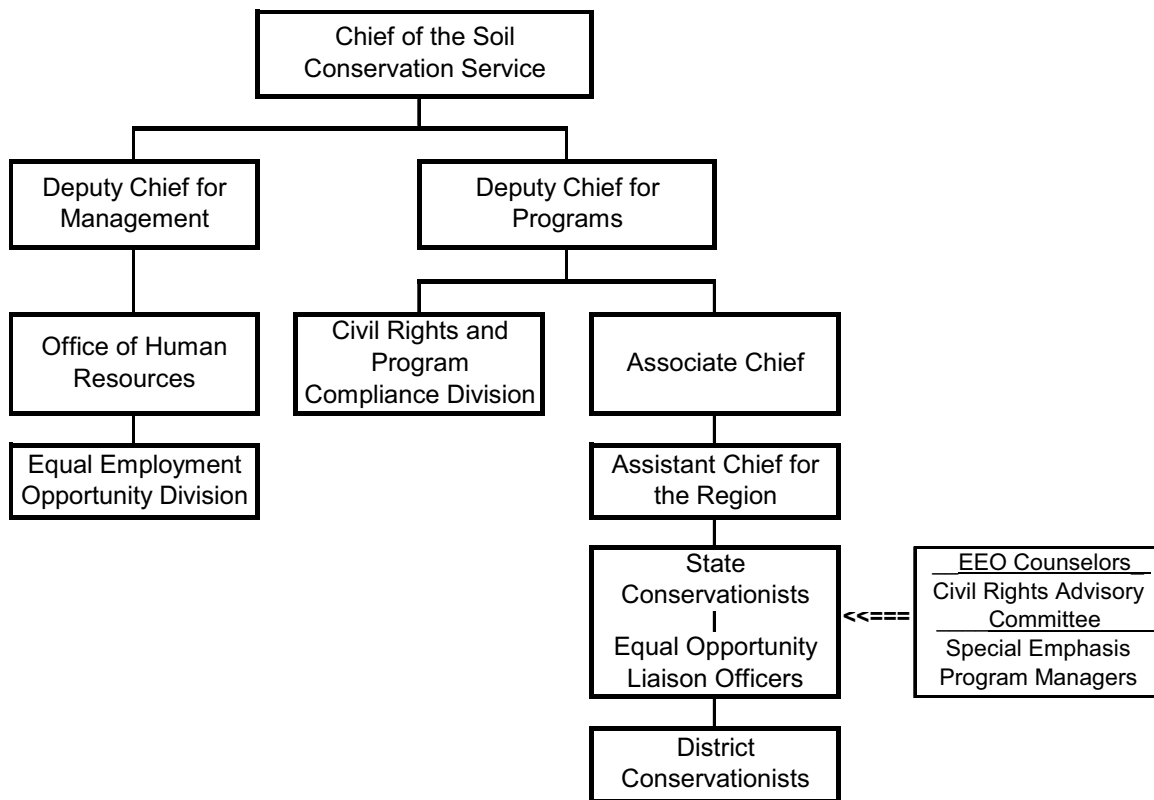 Chief of the Soil
Conservation Service
Deputy Chief for
Management
Deputy Chief for
Programs
Office of Human
Resources
Civil Rights and
Program
Compliance Division
Associate Chief
Equal Employment
Opportunity Division
Assistant Chief for
the Region
State
Conservationists
Equal Opportunity
Liaison Officers
<<===
EEO Counselors
Civil Rights Advisory
Committee
Special Emphasis
Program Managers
District
Conservationists